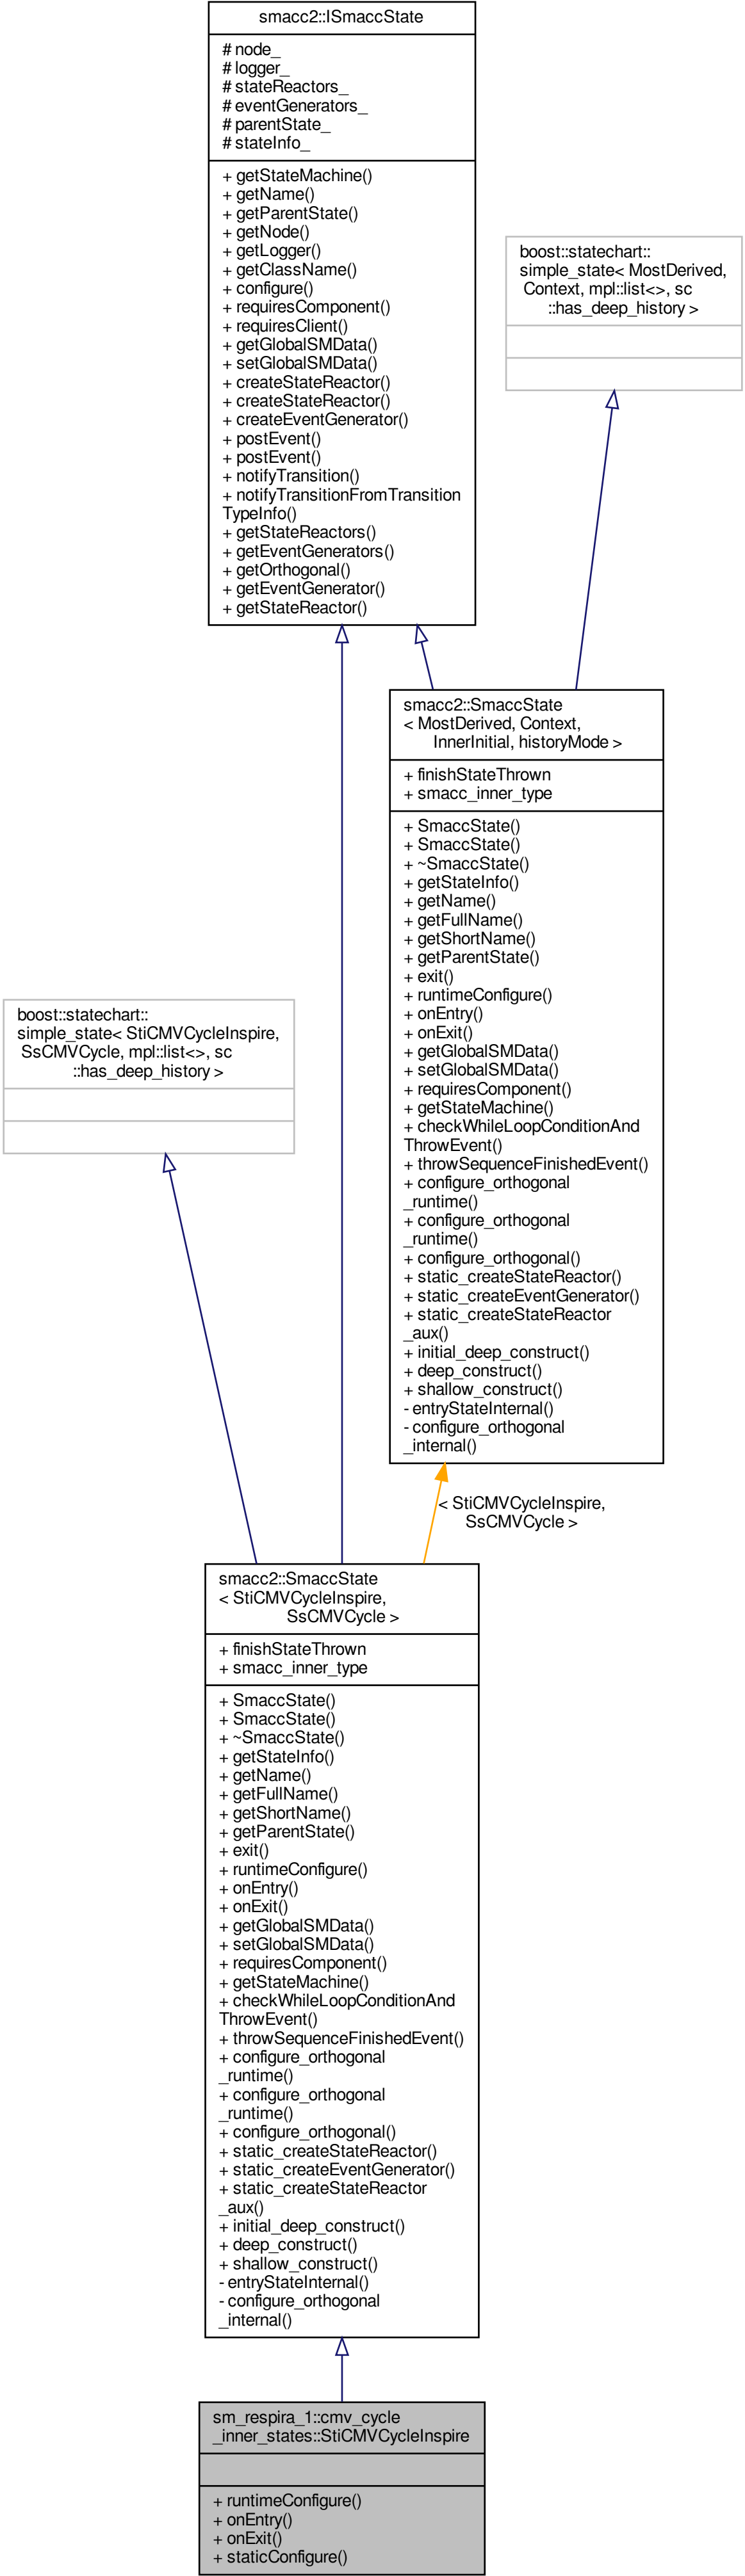 smacc2::ISmaccState
# node_
# logger_
# stateReactors_
# eventGenerators_
# parentState_
# stateInfo_
+ getStateMachine()
+ getName()
+ getParentState()
+ getNode()
+ getLogger()
+ getClassName()
+ configure()
+ requiresComponent()
+ requiresClient()
+ getGlobalSMData()
+ setGlobalSMData()
+ createStateReactor()
+ createStateReactor()
+ createEventGenerator()
+ postEvent()
+ postEvent()
+ notifyTransition()
+ notifyTransitionFromTransition
TypeInfo()
+ getStateReactors()
+ getEventGenerators()
+ getOrthogonal()
+ getEventGenerator()
+ getStateReactor()
boost::statechart::
simple_state< MostDerived,
Context, mpl::list<>, sc
::has_deep_history >
smacc2::SmaccState
< MostDerived, Context,
InnerInitial, historyMode >
+ finishStateThrown
+ smacc_inner_type
+ SmaccState()
+ SmaccState()
+ ~SmaccState()
+ getStateInfo()
+ getName()
+ getFullName()
+ getShortName()
+ getParentState()
+ exit()
+ runtimeConfigure()
+ onEntry()
+ onExit()
+ getGlobalSMData()
+ setGlobalSMData()
+ requiresComponent()
+ getStateMachine()
+ checkWhileLoopConditionAnd
ThrowEvent()
+ throwSequenceFinishedEvent()
+ configure_orthogonal
_runtime()
+ configure_orthogonal
_runtime()
+ configure_orthogonal()
+ static_createStateReactor()
+ static_createEventGenerator()
+ static_createStateReactor
_aux()
+ initial_deep_construct()
+ deep_construct()
+ shallow_construct()
- entryStateInternal()
- configure_orthogonal
_internal()
boost::statechart::
simple_state< StiCMVCycleInspire,
SsCMVCycle, mpl::list<>, sc
::has_deep_history >
< StiCMVCycleInspire,
SsCMVCycle >
smacc2::SmaccState
< StiCMVCycleInspire,
SsCMVCycle >
+ finishStateThrown
+ smacc_inner_type
+ SmaccState()
+ SmaccState()
+ ~SmaccState()
+ getStateInfo()
+ getName()
+ getFullName()
+ getShortName()
+ getParentState()
+ exit()
+ runtimeConfigure()
+ onEntry()
+ onExit()
+ getGlobalSMData()
+ setGlobalSMData()
+ requiresComponent()
+ getStateMachine()
+ checkWhileLoopConditionAnd
ThrowEvent()
+ throwSequenceFinishedEvent()
+ configure_orthogonal
_runtime()
+ configure_orthogonal
_runtime()
+ configure_orthogonal()
+ static_createStateReactor()
+ static_createEventGenerator()
+ static_createStateReactor
_aux()
+ initial_deep_construct()
+ deep_construct()
+ shallow_construct()
- entryStateInternal()
- configure_orthogonal
_internal()
sm_respira_1::cmv_cycle
_inner_states::StiCMVCycleInspire
+ runtimeConfigure()
+ onEntry()
+ onExit()
+ staticConfigure()